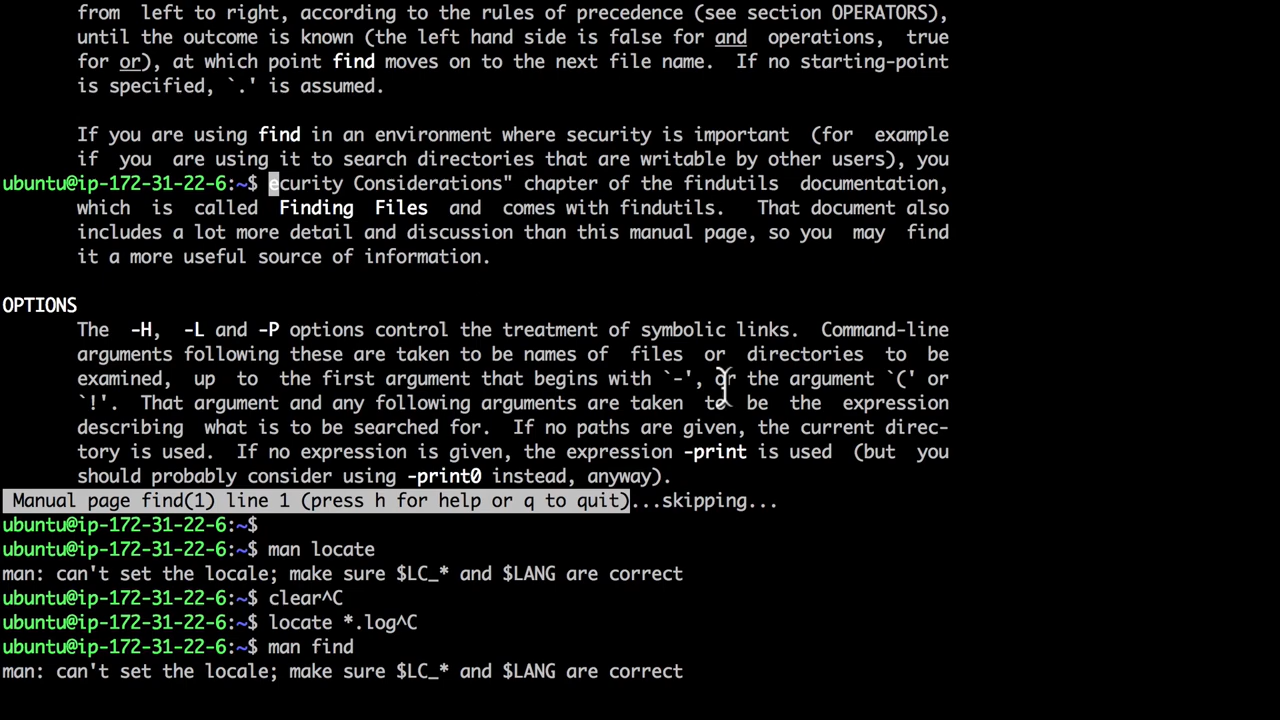 from left to right, according to the rules of precedence (see section OPERATORS),
until the outcome is known (the left hand side is false for and operations, true
for or), at which point find moves on to the next file name. If no starting-point
is specified, `.' is assumed.
If you are using find in an environment where security is important (for example
if you are using it to search directories that are writable by other users), you
ubuntu@ip-172-31-22-6:~$ ecurity Considerations" chapter of the findutils documentation,
which is called Finding Files and comes with findutils. That document also
includes a lot more detail and discussion than this manual page, so you may find
it a more useful source of information.
OPTIONS
The -H, -L and -P options control the treatment of symbolic links. Command-line
arguments following these are taken to be names of files or directories to be
examined, up to the first argument that begins with `-', or the argument `(' or
`!'. That argument and any following arguments are taken to be the expression
describing what is to be searched for. If no paths are given, the current direc-
tory is used. If no expression is given, the expression -print is used (but you
should probably consider using -print0 instead, anyway).
Manual page find(1) line 1 (press h for help or q to quit)...skipping...
ubuntu@ip-172-31-22-6:~$
ubuntu@ip-172-31-22-6:~$ man locate
man: can't set the locale; make sure $LC_* and $LANG are correct
ubuntu@ip-172-31-22-6:~$ clear^C
ubuntu@ip-172-31-22-6:~$ locate *.log^C
ubuntu@ip-172-31-22-6:~$ man find
man: can't set the locale; make sure $LC_* and $LANG are correct